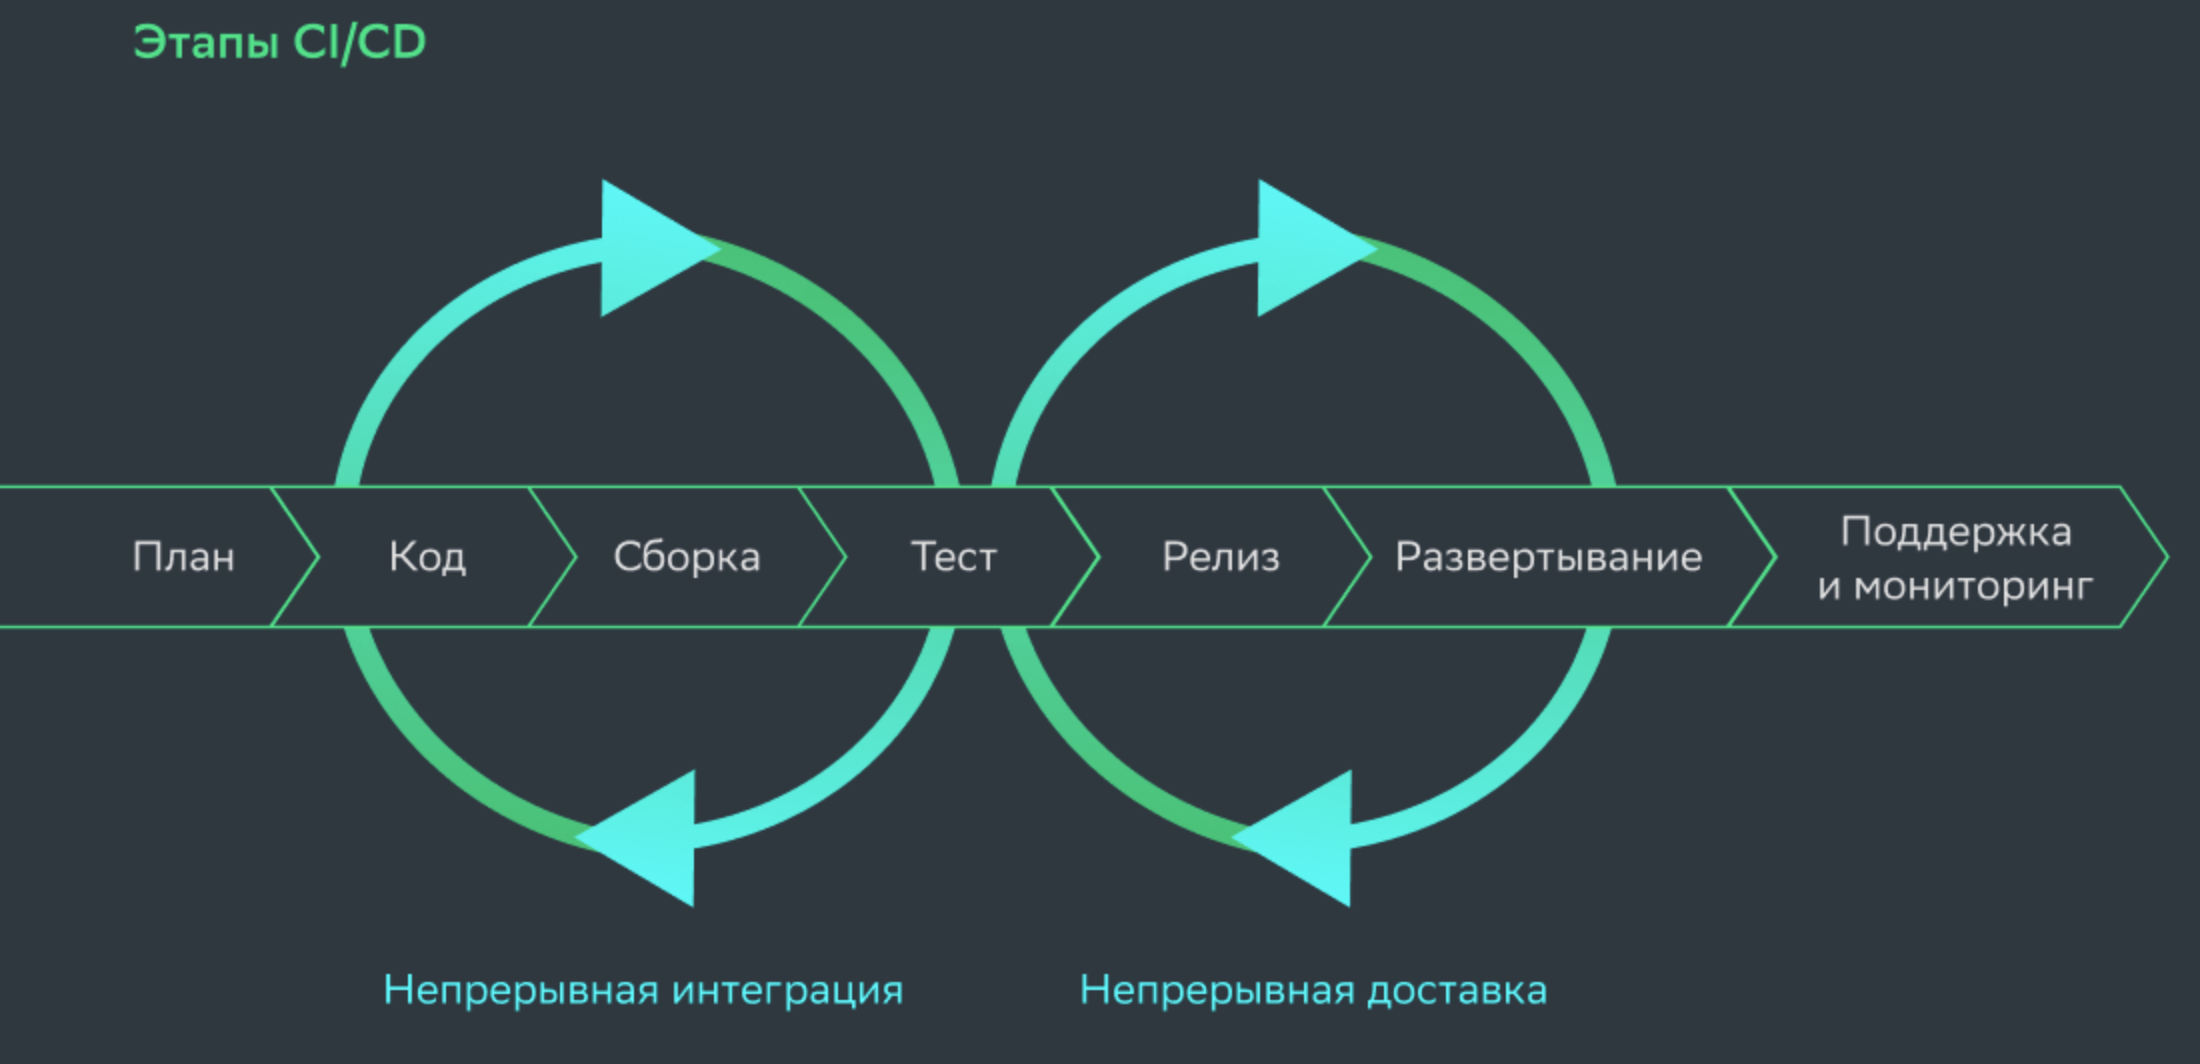 Этапы CI/CD
План
Код
Сборка
Тест
Релиз
Развертывание
Поддержка
и мониторинг
Непрерывная интеграция
Непрерывная доставка